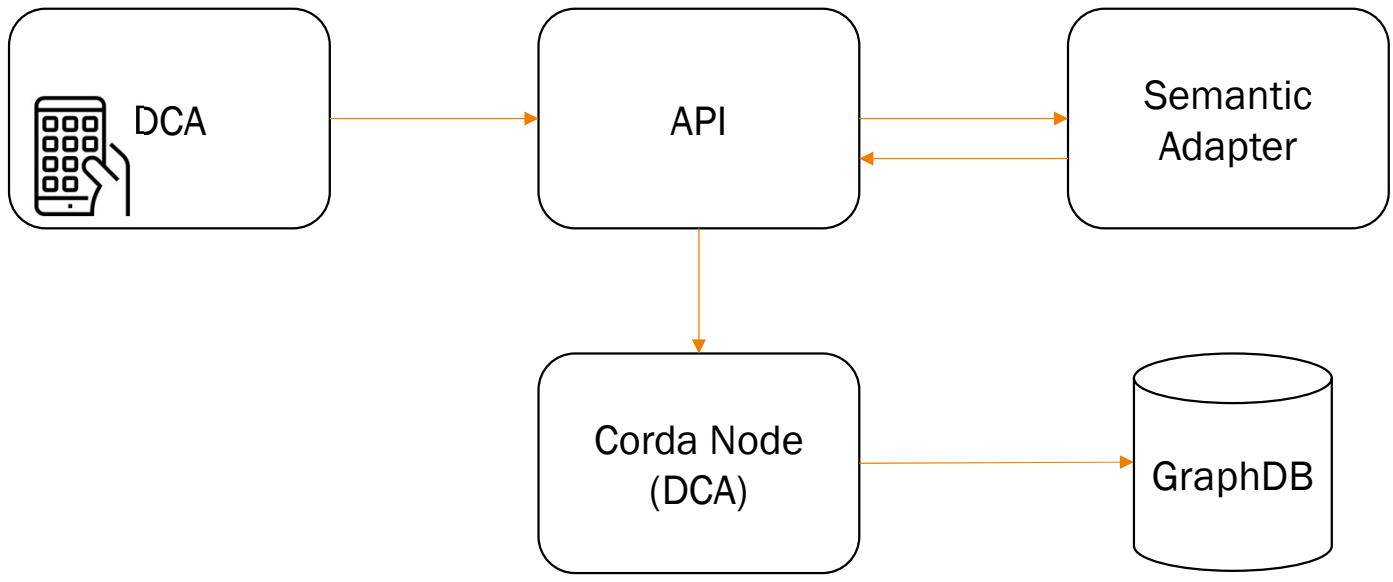 DCA
API
Semantic
Adapter
Corda Node
(DCA)
GraphDB